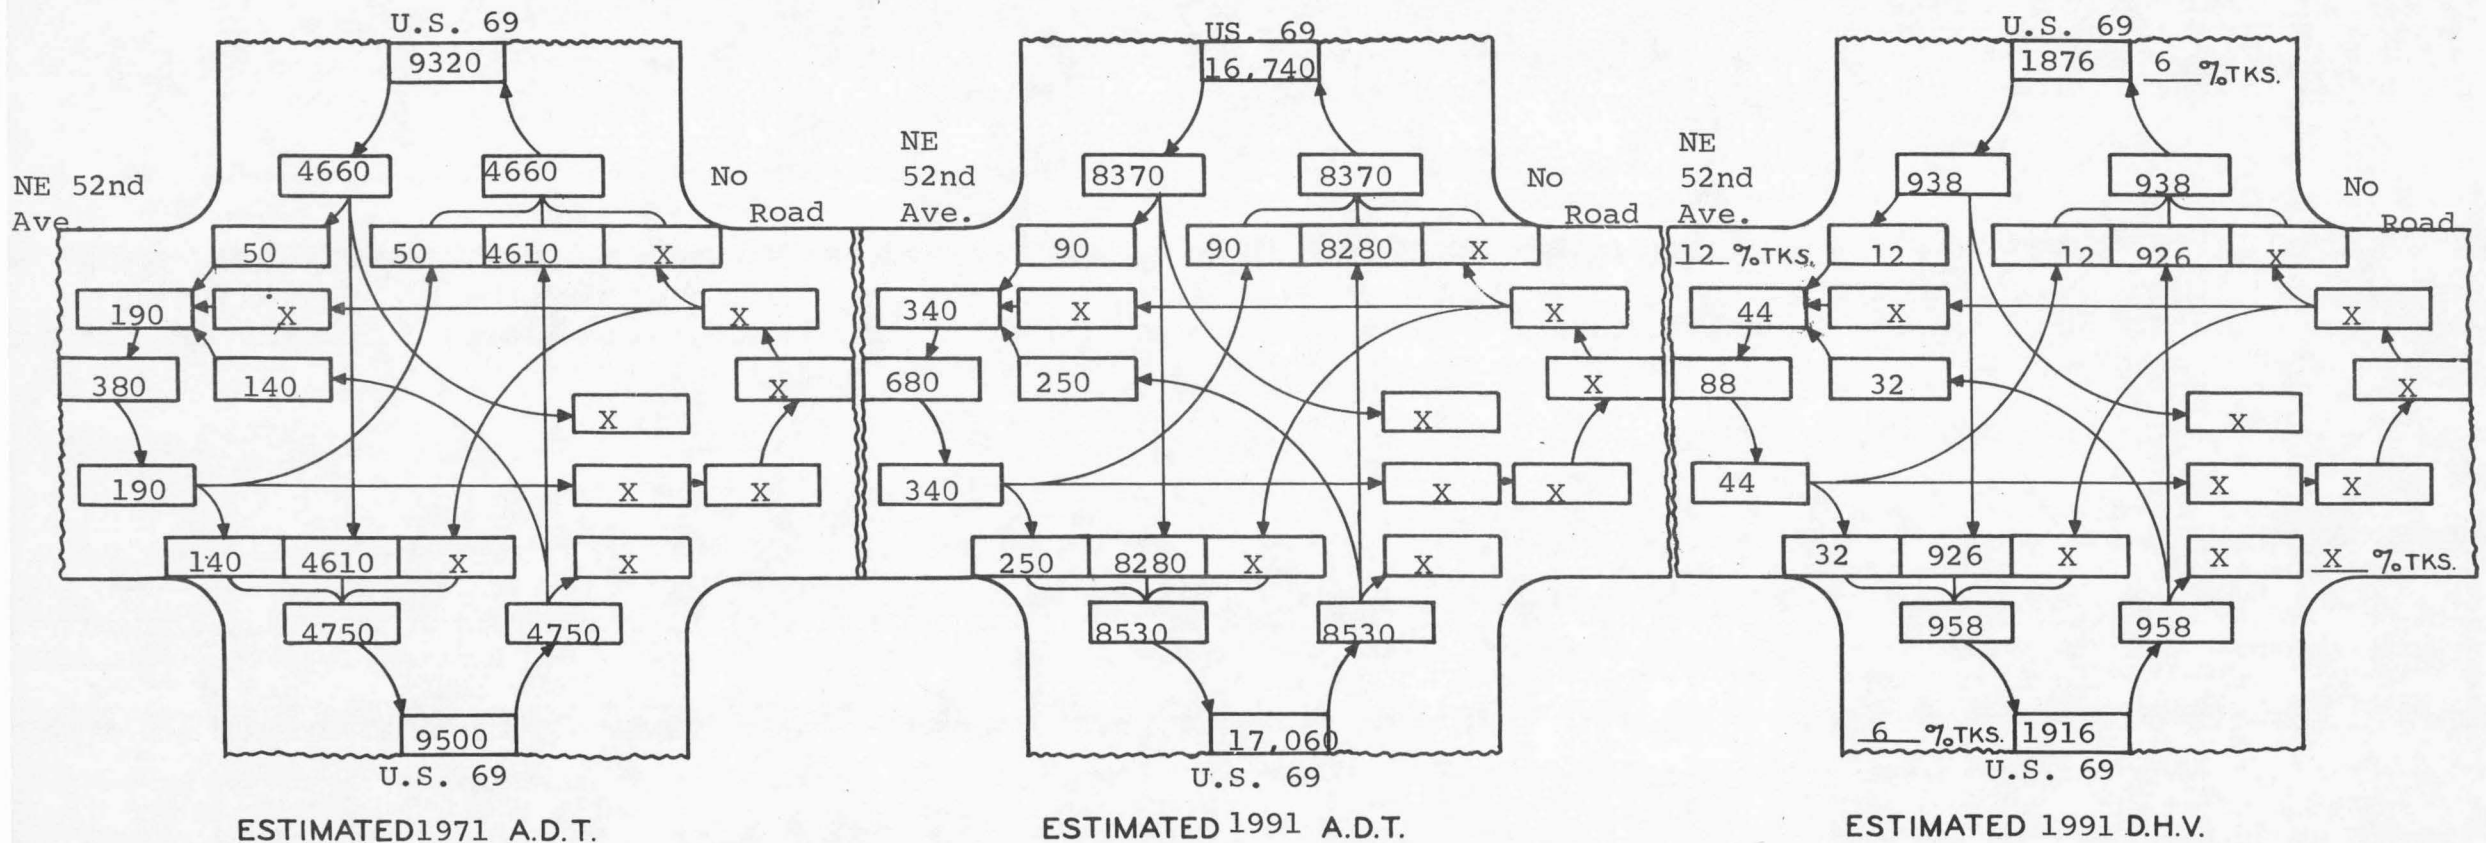 U.S. 69
9320
4660
4660
NE 52nd
Ave.
No
Road
50
50
4610
X
190
X
X
380
140
X
X
190
X
X
140
4610
X
X
4750
4750
9500
U.S. 69
ESTIMATED 1971 A.D.T.
US. 69
16,740
NE
52nd
Ave.
8370
8370
No
Road
90
90
8280
X
340
X
X
680
250
X
X
340
X
X
250
8280
X
X
8530
8530
17,060
U.S. 69
ESTIMATED 1991 A.D.T.
U.S. 69
1876
6 %TKS.
NE
52nd
Ave.
938
938
No
Road
12 %TKS.
12
12
926
X
44
X
X
88
32
X
X
44
X
X
32
926
X
X
X %TKS.
958
958
6 %TKS.
1916
U.S. 69
ESTIMATED 1991 D.H.V.